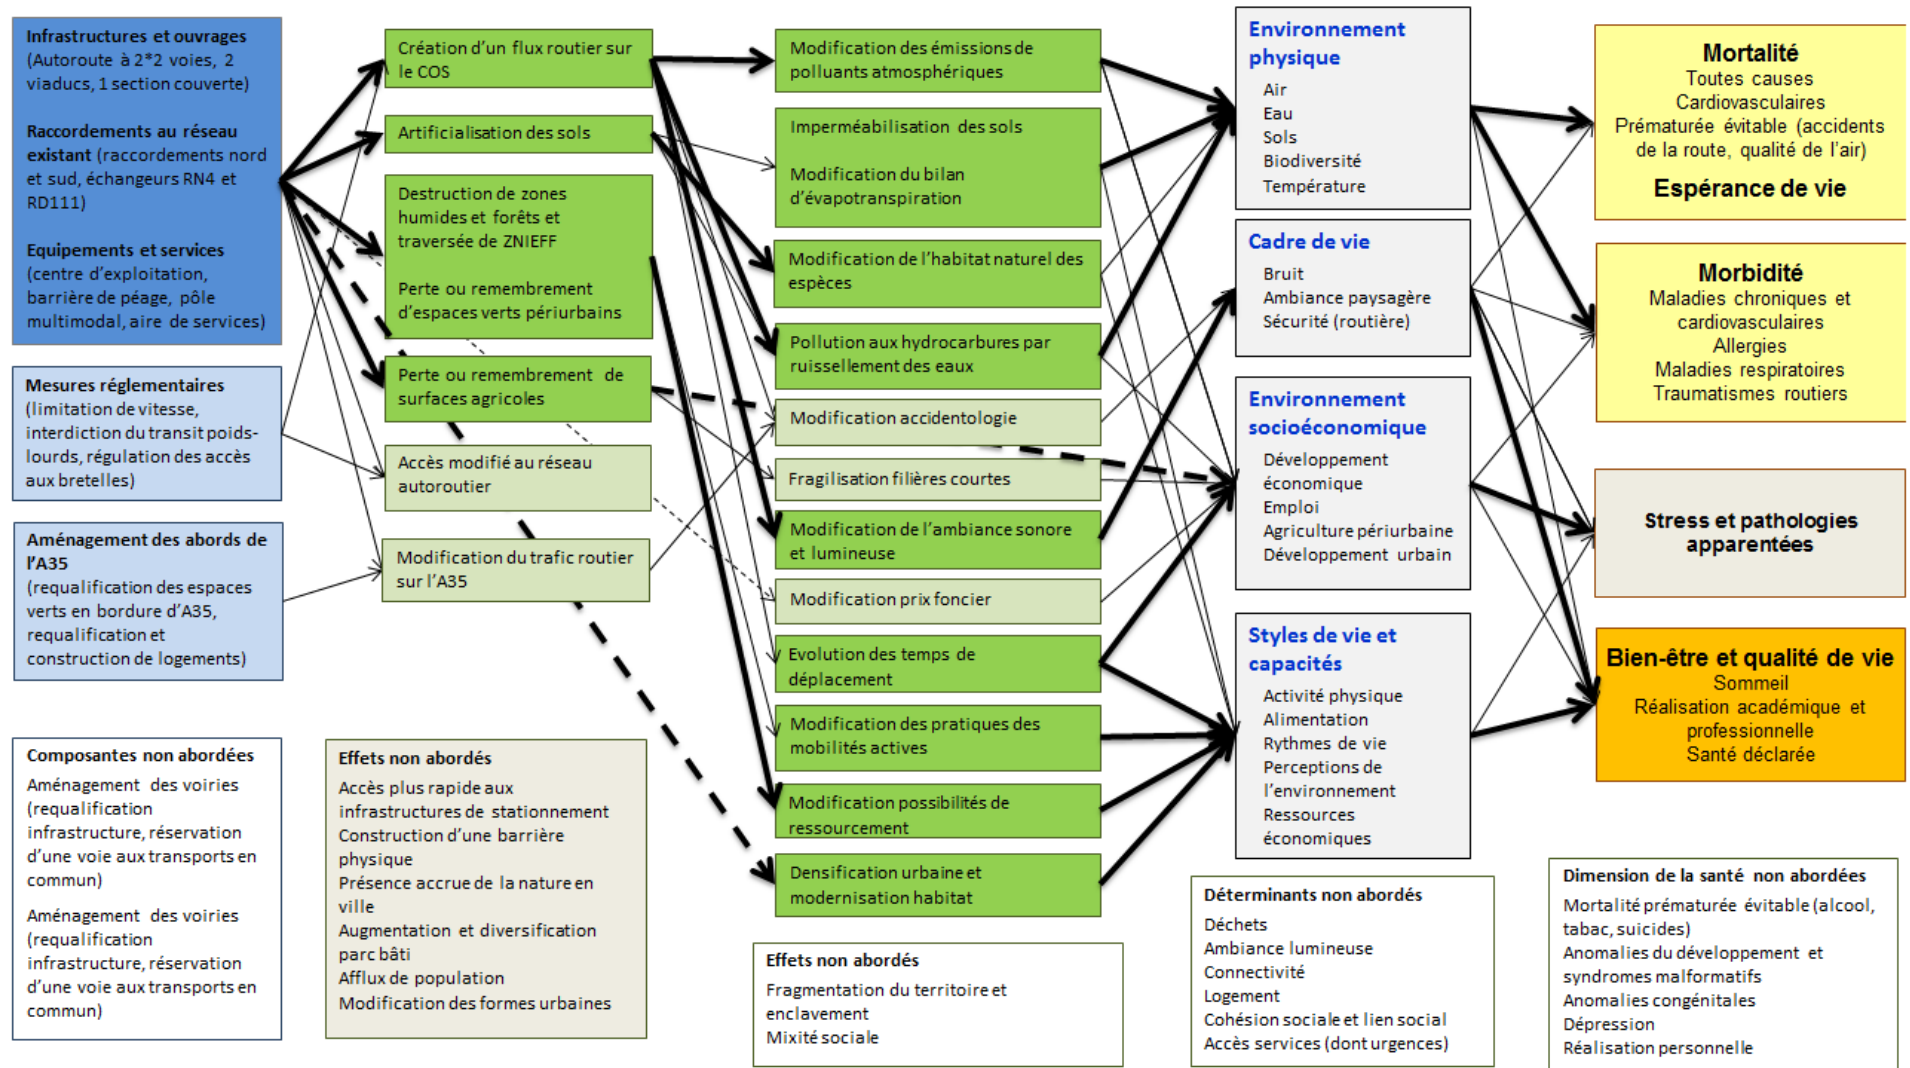 Infrastructures et ouvrages
(Autoroute à 2*2 voies, 2
viaducs, 1 section couverte)
Raccordements au réseau
existant (raccordements nord
et sud, échangeurs RN4 et
RD111)
Equipements et services
(centre d'exploitation,
barrière de péage, pôle
multimodal, aire de services)
Mesures réglementaires
(limitation de vitesse,
interdiction du transit poids-
lourds, régulation des accès
aux bretelles)
Aménagement des abords de
l'A35
(requalification des espaces
verts en bordure d'A35,
requalification et
construction de logements)
Composantes non abordées
Aménagement des voiries
(requalification
infrastructure, réservation
d'une voie aux transports en
commun)
Aménagement des voiries
(requalification
infrastructure, réservation
d'une voie aux transports en
commun)
Création d'un flux routier sur
le COS
Artificialisation des sols
Destruction de zones
humides et forêts et
traversée de ZNIEFF
Perte ou remembrement
d'espaces verts périurbains
Perte ou remembrement de
surfaces agricoles
Accès modifié au réseau
autoroutier
Modification du trafic routier
sur l'A35
Effets non abordés
Accès plus rapide aux
infrastructures de stationnement
Construction d'une barrière
physique
Présence accrue de la nature en
ville
Augmentation et diversification
parc bâti
Afflux de population
Modification des formes urbaines
Modification des émissions de
polluants atmosphériques
Imperméabilisation des sols
Modification du bilan
d'évapotranspiration
Modification de l'habitat naturel des
espèces
Pollution aux hydrocarbures par
ruissellement des eaux
Modification accidentologie
Fragilisation filières courtes
Modification de l'ambiance sonore
et lumineuse
Modification prix foncier
Evolution des temps de
déplacement
Modification des pratiques des
mobilités actives
Modification possibilités de
ressourcement
Densification urbaine et
modernisation habitat
Effets non abordés
Fragmentation du territoire et
enclavement
Mixité sociale
Environnement
physique
Air
Eau
Sols
Biodiversité
Température
Cadre de vie
Bruit
Ambiance paysagère
Sécurité (routière)
Environnement
socioéconomique
Développement
économique
Emploi
Agriculture périurbaine
Développement urbain
Styles de vie et
capacités
Activité physique
Alimentation
Rythmes de vie
Perceptions de
l'environnement
Ressources
économiques
Déterminants non abordés
Déchets
Ambiance lumineuse
Connectivité
Logement
Cohésion sociale et lien social
Accès services (dont urgences)
Mortalité
Toutes causes
Cardiovasculaires
Prématurée évitable (accidents
de la route, qualité de l'air)
Espérance de vie
Morbidité
Maladies chroniques et
cardiovasculaires
Allergies
Maladies respiratoires
Traumatismes routiers
Stress et pathologies
apparentées
Bien-être et qualité de vie
Sommeil
Réalisation académique et
professionnelle
Santé déclarée
Dimension de la santé non abordées
Mortalité prématurée évitable (alcool,
tabac, suicides)
Anomalies du développement et
syndromes malformatifs
Anomalies congénitales
Dépression
Réalisation personnelle